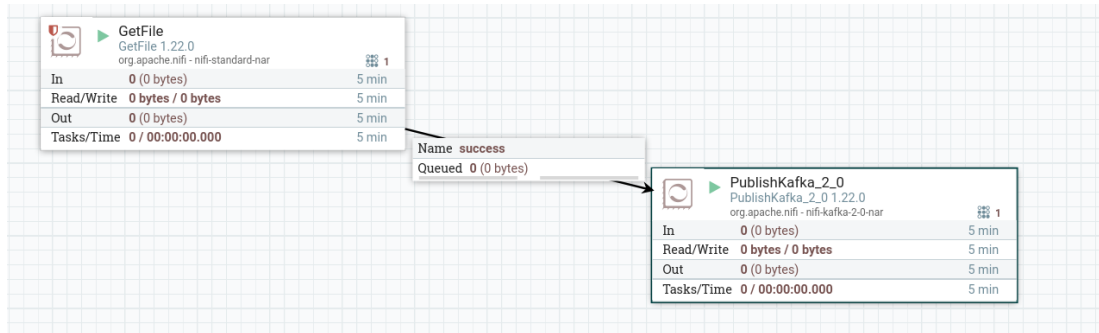 GetFile
GetFile 1.22.0
org.apache.nifi - nifi-standard-nar
1
In 0 (0 bytes) 5 min
Read/Write 0 bytes / 0 bytes 5 min
Out 0 (0 bytes) 5 min
Tasks/Time 0 / 00:00:00.000 5 min
Name success
Queued 0 (0 bytes)
PublishKafka_2_0
PublishKafka_2_0 1.22.0
org.apache.nifi - nifi-kafka-2-0-nar
1
In 0 (0 bytes) 5 min
Read/Write 0 bytes / 0 bytes 5 min
Out 0 (0 bytes) 5 min
Tasks/Time 0 / 00:00:00.000 5 min